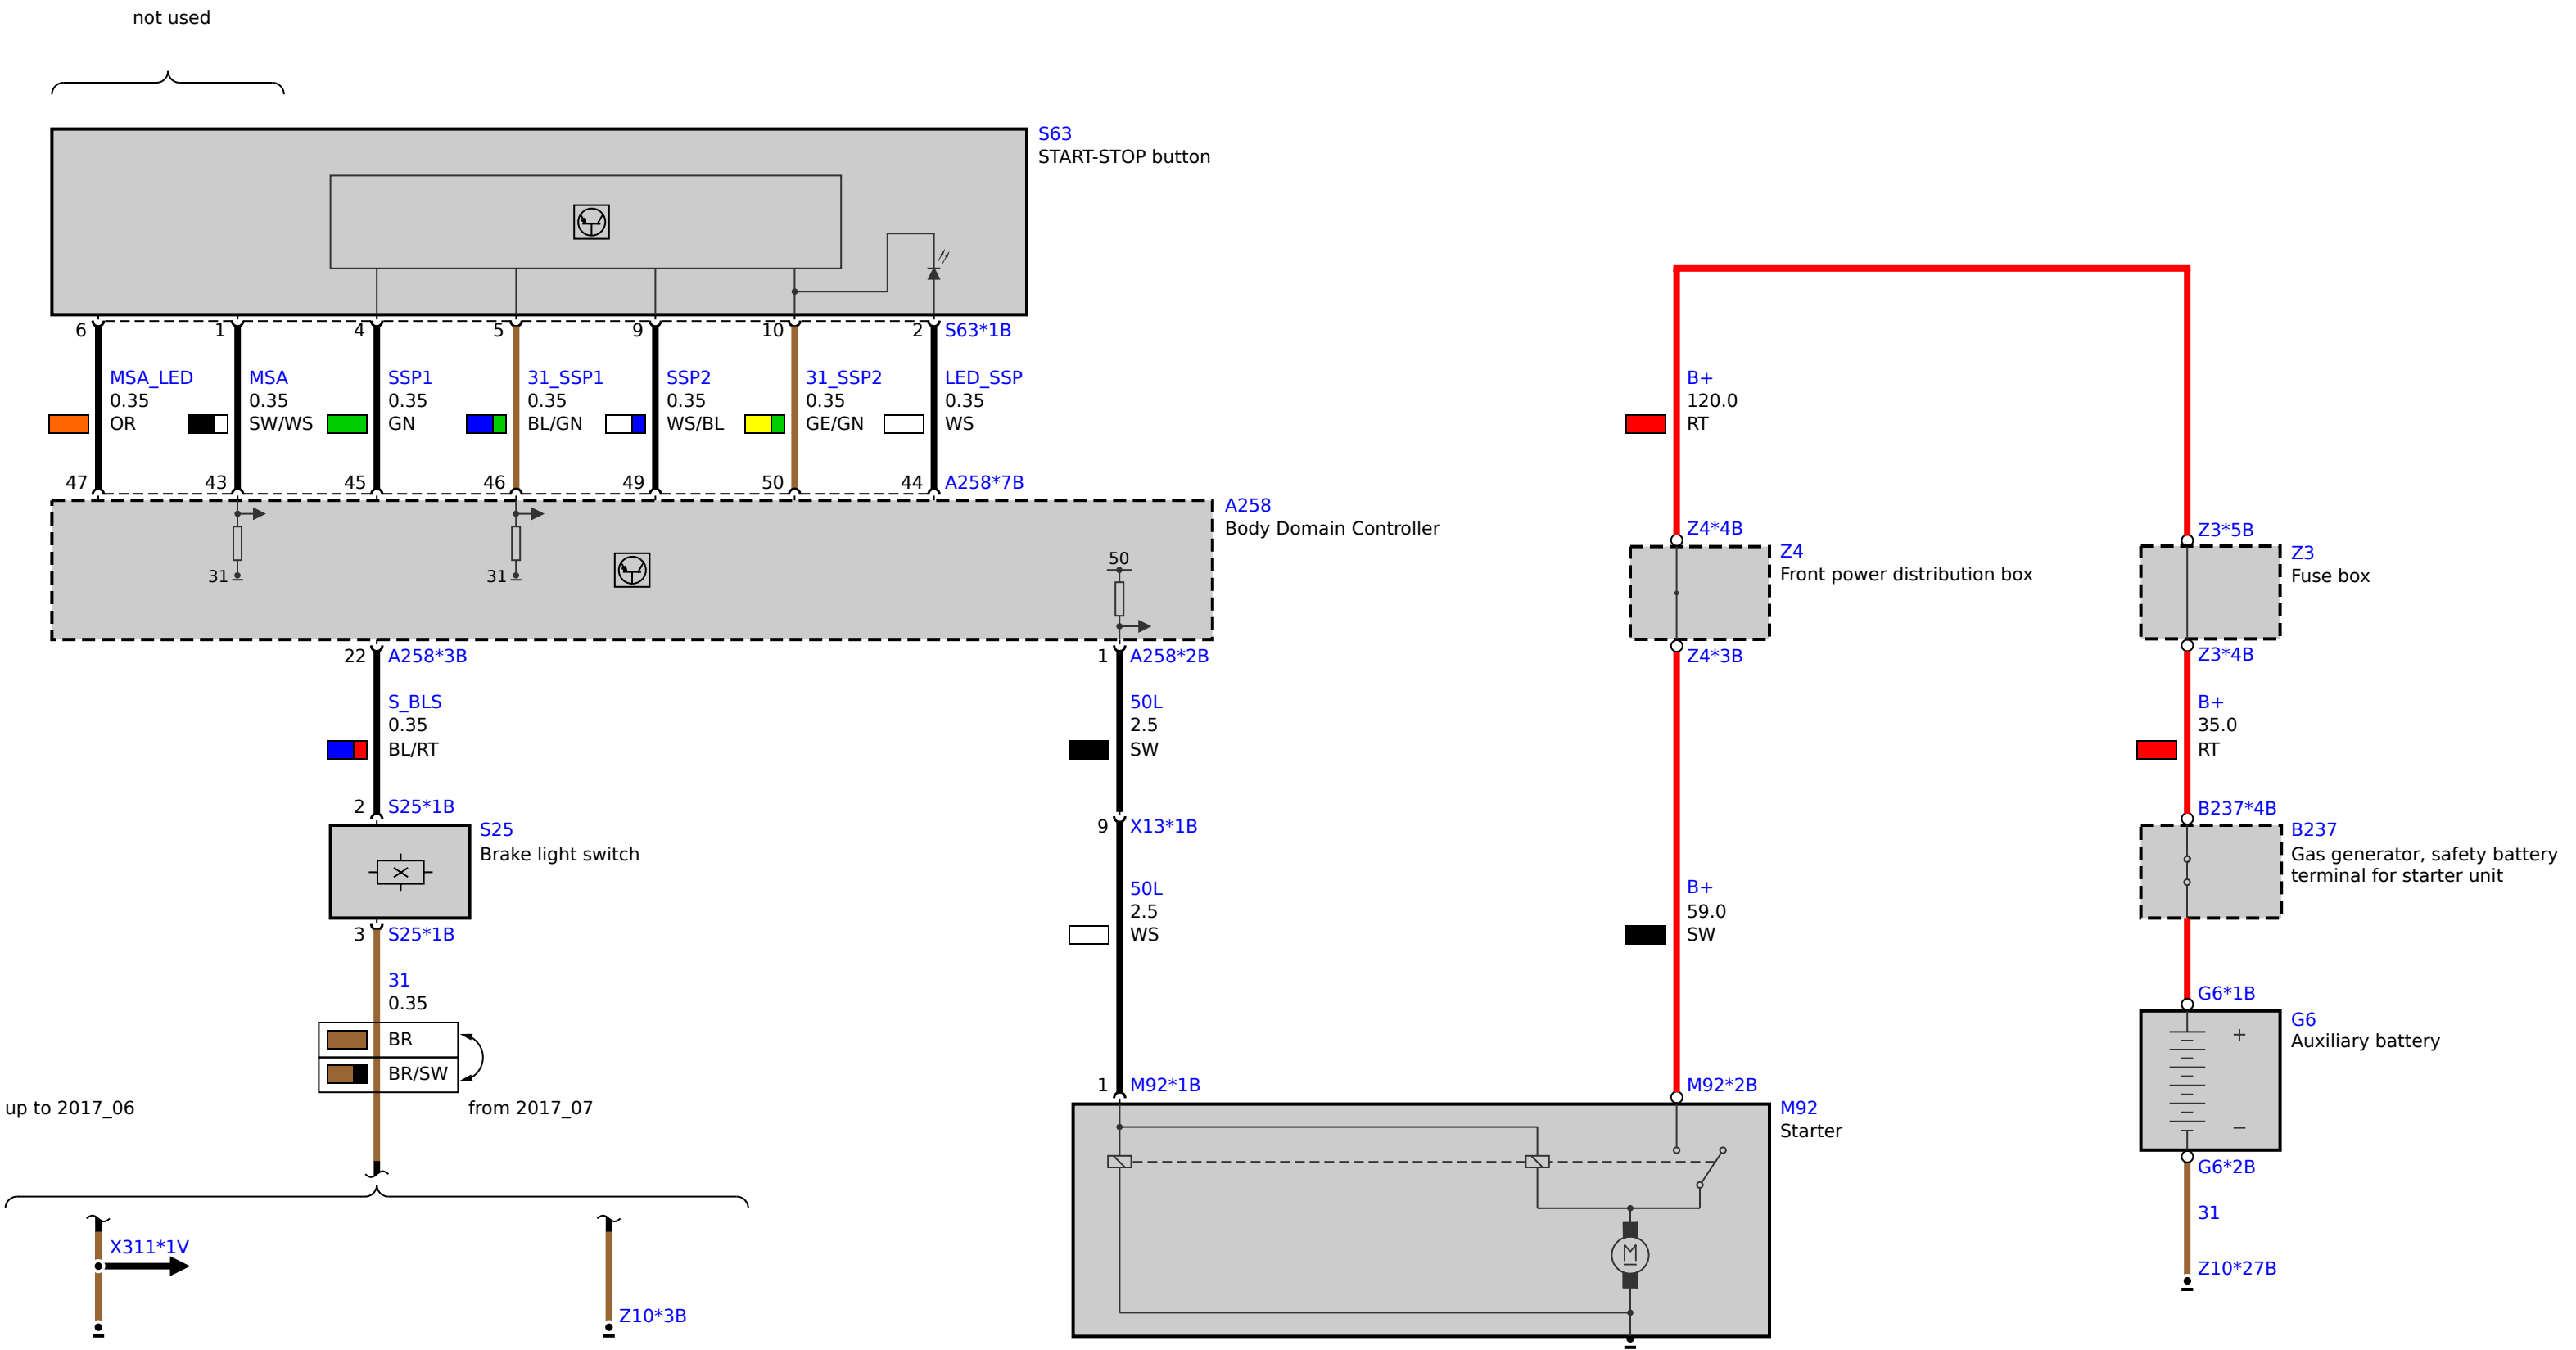 not used
S63
START-STOP button
6 1 4 5 9 10 2 S63*1B
MSA_LED MSA SSP1 31_SSP1 SSP2 31_SSP2 LED_SSP
0.35 0.35 0.35 0.35 0.35 0.35 0.35
OR SW/WS GN BL/GN WS/BL GE/GN WS
47 43 45 46 49 50 44 A258*7B
A258
Body Domain Controller
31 31 50
22 A258*3B
1 A258*2B
S_BLS
0.35
BL/RT
2 S25*1B
S25
Brake light switch
3 S25*1B
31
0.35
BR
BR/SW
up to 2017_06
from 2017_07
X311*1V
Z10*3B
50L
2.5
SW
9 X13*1B
50L
2.5
WS
1 M92*1B
B+
120.0
RT
Z4*4B
Z4
Front power distribution box
Z4*3B
B+
59.0
SW
M92*2B
M92
Starter
M
Z3*5B
Z3
Fuse box
Z3*4B
B+
35.0
RT
B237*4B
B237
Gas generator, safety battery
terminal for starter unit
G6*1B
G6
Auxiliary battery
+
−
G6*2B
31
Z10*27B